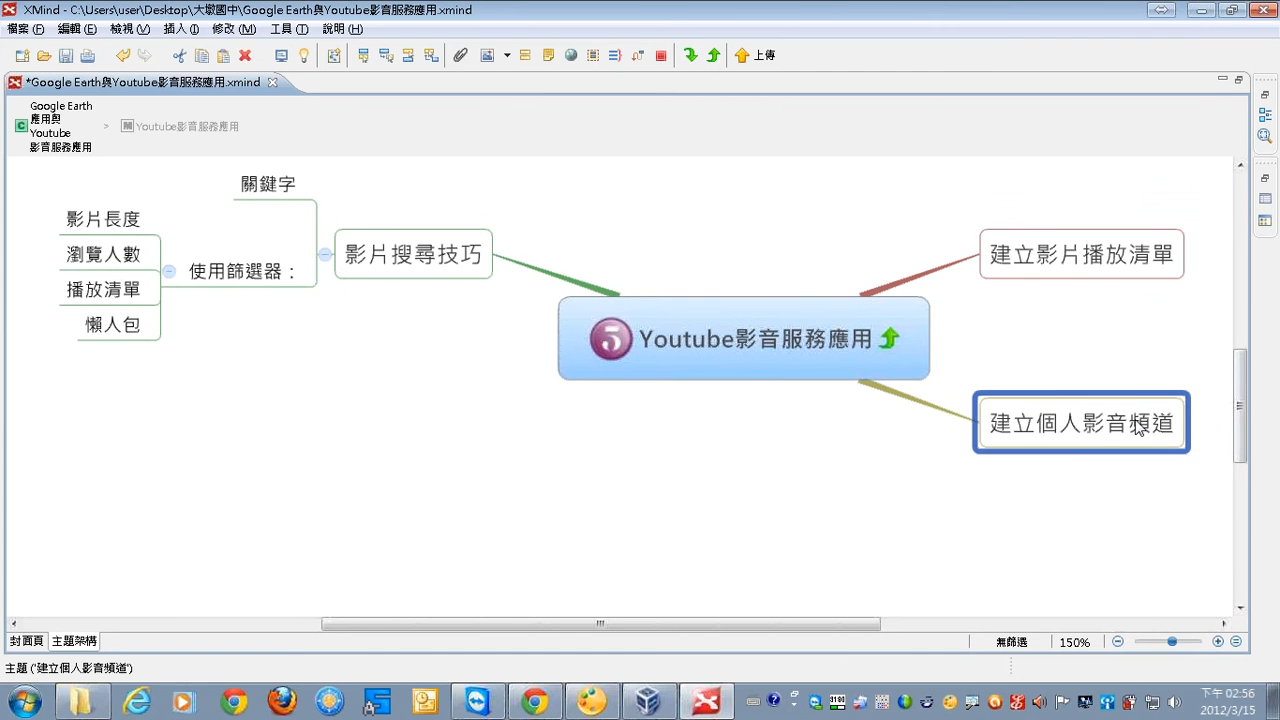 XMind - C:\Users\user\Desktop\大墩國中\Google Earth與Youtube影音服務應用.xmind
檔案 (F) 編輯 (E) 檢視 (V) 插入 (I) 修改 (M) 工具 (T) 說明 (H)
上傳
*Google Earth與Youtube影音服務應用.xmind
Google Earth
應用與
Youtube
影音服務應用
> Youtube影音服務應用
關鍵字
影片長度
瀏覽人數
使用篩選器：
播放清單
懶人包
影片搜尋技巧
建立影片播放清單
5 Youtube影音服務應用
建立個人影音頻道
封面頁 主題架構
無篩選 150%
主題 ('建立個人影音頻道')
下午 02:56
2012/3/15